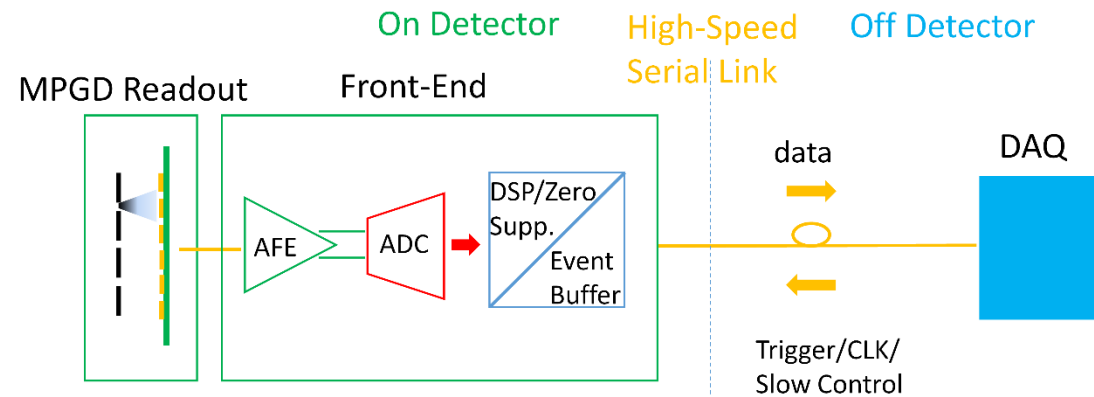 On Detector
High-Speed
Serial Link
Off Detector
MPGD Readout
Front-End
data
DAQ
AFE
ADC
DSP/Zero
Supp.
Event
Buffer
Trigger/CLK/
Slow Control